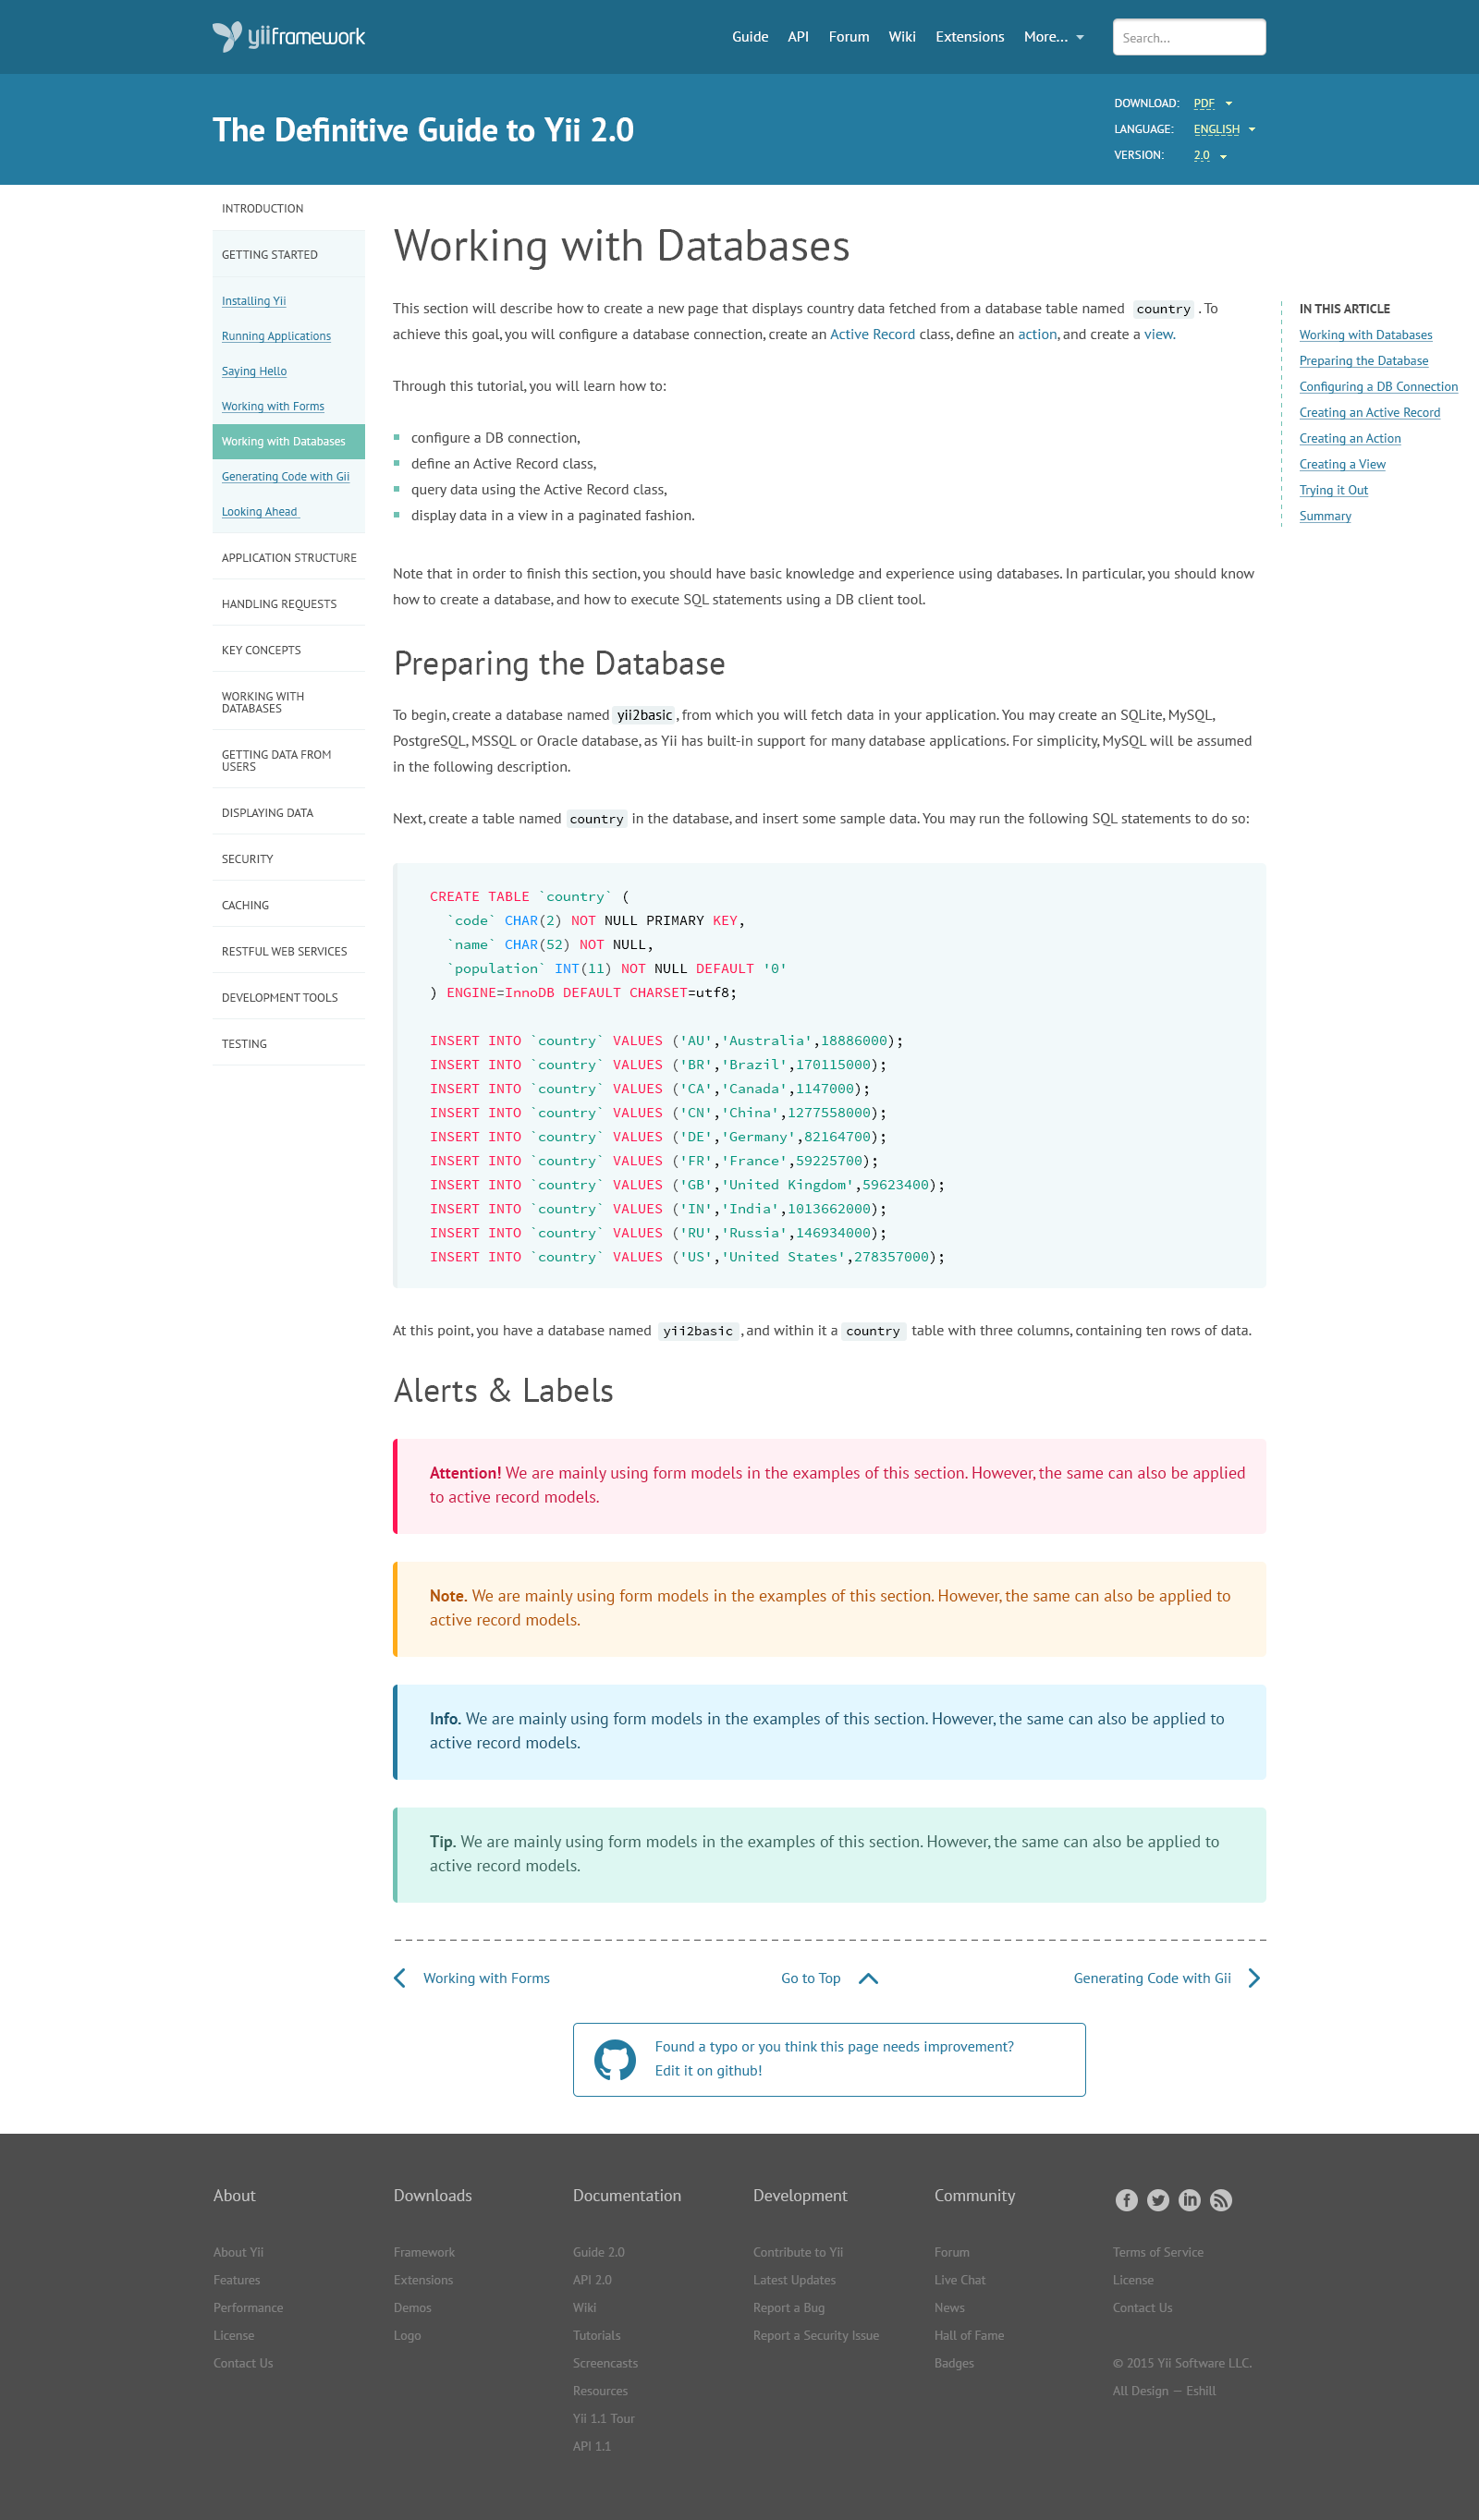 yiiframework
Guide API Forum Wiki Extensions More...
Search...
The Definitive Guide to Yii 2.0
DOWNLOAD: PDF
LANGUAGE: ENGLISH
VERSION: 2.0
INTRODUCTION
GETTING STARTED
Installing Yii
Running Applications
Saying Hello
Working with Forms
Working with Databases
Generating Code with Gii
Looking Ahead
APPLICATION STRUCTURE
HANDLING REQUESTS
KEY CONCEPTS
WORKING WITH
DATABASES
GETTING DATA FROM
USERS
DISPLAYING DATA
SECURITY
CACHING
RESTFUL WEB SERVICES
DEVELOPMENT TOOLS
TESTING
Working with Databases
This section will describe how to create a new page that displays country data fetched from a database table named country . To
achieve this goal, you will configure a database connection, create an Active Record class, define an action, and create a view.
Through this tutorial, you will learn how to:
configure a DB connection,
define an Active Record class,
query data using the Active Record class,
display data in a view in a paginated fashion.
Note that in order to finish this section, you should have basic knowledge and experience using databases. In particular, you should know
how to create a database, and how to execute SQL statements using a DB client tool.
IN THIS ARTICLE
Working with Databases
Preparing the Database
Configuring a DB Connection
Creating an Active Record
Creating an Action
Creating a View
Trying it Out
Summary
Preparing the Database
To begin, create a database named yii2basic , from which you will fetch data in your application. You may create an SQLite, MySQL,
PostgreSQL, MSSQL or Oracle database, as Yii has built-in support for many database applications. For simplicity, MySQL will be assumed
in the following description.
Next, create a table named country in the database, and insert some sample data. You may run the following SQL statements to do so:
CREATE TABLE `country` (
`code` CHAR(2) NOT NULL PRIMARY KEY,
`name` CHAR(52) NOT NULL,
`population` INT(11) NOT NULL DEFAULT '0'
) ENGINE=InnoDB DEFAULT CHARSET=utf8;
INSERT INTO `country` VALUES ('AU','Australia',18886000);
INSERT INTO `country` VALUES ('BR','Brazil',170115000);
INSERT INTO `country` VALUES ('CA','Canada',1147000);
INSERT INTO `country` VALUES ('CN','China',1277558000);
INSERT INTO `country` VALUES ('DE','Germany',82164700);
INSERT INTO `country` VALUES ('FR','France',59225700);
INSERT INTO `country` VALUES ('GB','United Kingdom',59623400);
INSERT INTO `country` VALUES ('IN','India',1013662000);
INSERT INTO `country` VALUES ('RU','Russia',146934000);
INSERT INTO `country` VALUES ('US','United States',278357000);
At this point, you have a database named yii2basic , and within it a country table with three columns, containing ten rows of data.
Alerts & Labels
Attention! We are mainly using form models in the examples of this section. However, the same can also be applied
to active record models.
Note. We are mainly using form models in the examples of this section. However, the same can also be applied to
active record models.
Info. We are mainly using form models in the examples of this section. However, the same can also be applied to
active record models.
Tip. We are mainly using form models in the examples of this section. However, the same can also be applied to
active record models.
Working with Forms Go to Top Generating Code with Gii
Found a typo or you think this page needs improvement?
Edit it on github!
About
About Yii
Features
Performance
License
Contact Us
Downloads
Framework
Extensions
Demos
Logo
Documentation
Guide 2.0
API 2.0
Wiki
Tutorials
Screencasts
Resources
Yii 1.1 Tour
API 1.1
Development
Contribute to Yii
Latest Updates
Report a Bug
Report a Security Issue
Community
Forum
Live Chat
News
Hall of Fame
Badges
Terms of Service
License
Contact Us
© 2015 Yii Software LLC.
All Design — Eshill